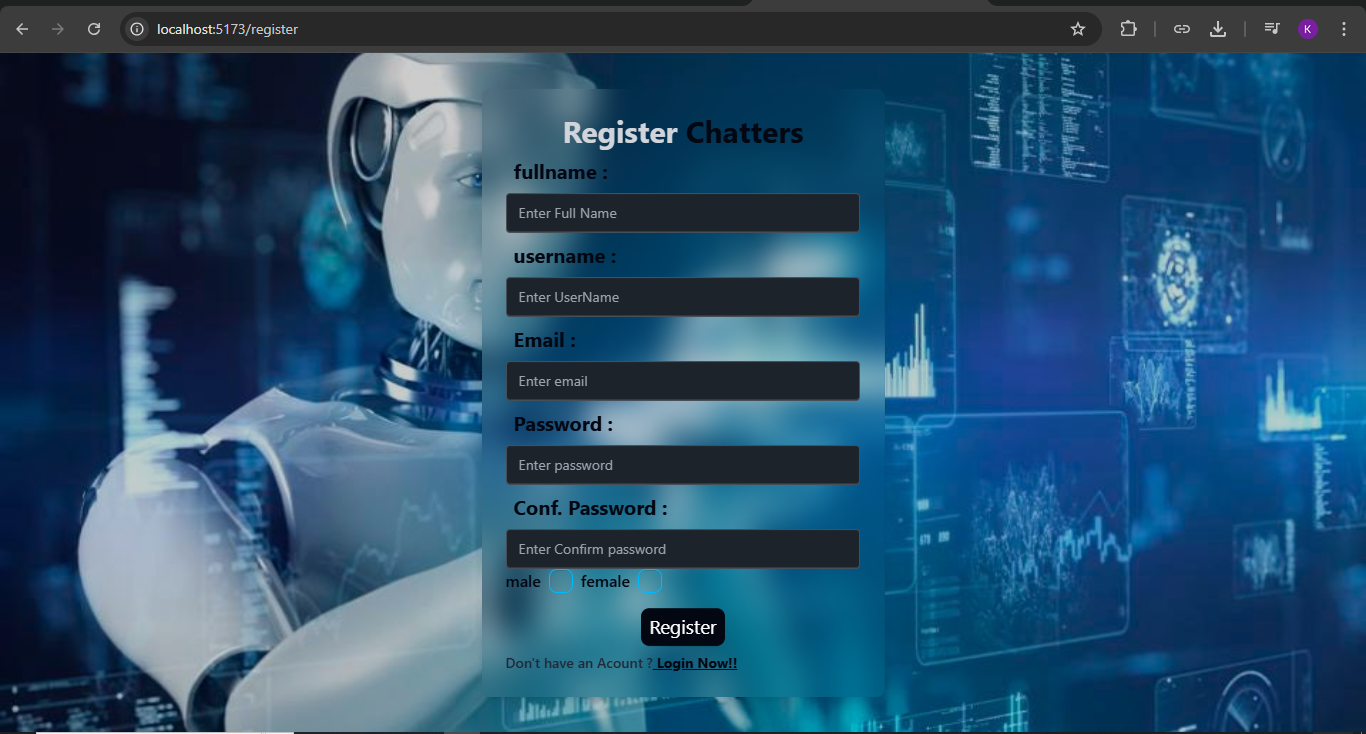 localhost:5173/register
K
Register Chatters
fullname :
Enter Full Name
username :
Enter UserName
Email :
Enter email
Password :
Enter password
Conf. Password :
Enter Confirm password
male female
Register
Don't have an Acount ? Login Now!!